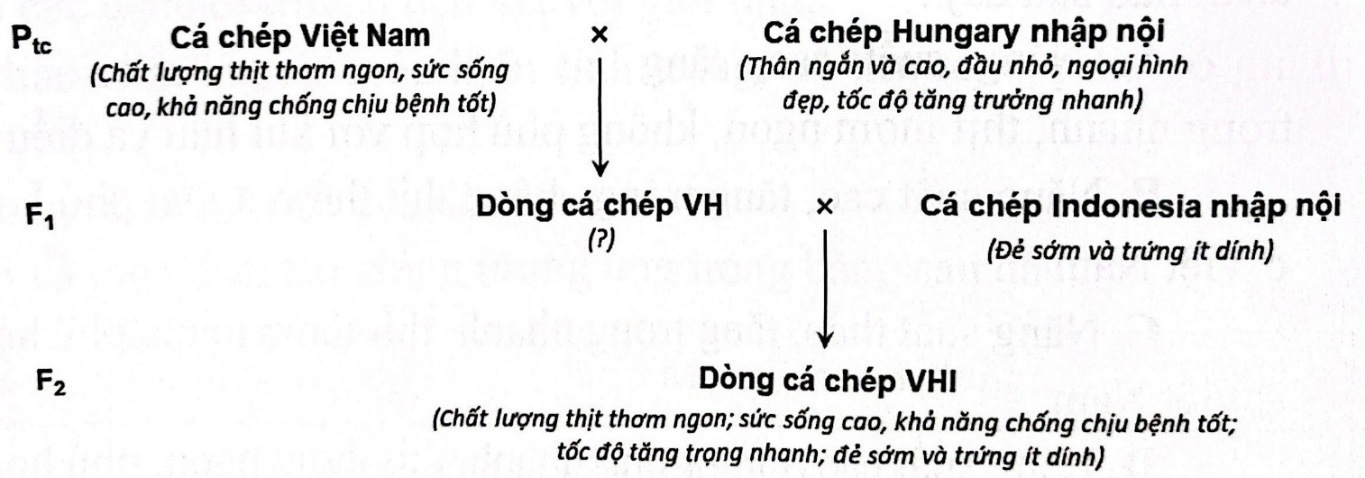 Ptc Cá chép Việt Nam × Cá chép Hungary nhập nội
(Chất lượng thịt thơm ngon, sức sống (Thân ngắn và cao, đầu nhỏ, ngoại hình
cao, khả năng chống chịu bệnh tốt) đẹp, tốc độ tăng trưởng nhanh)
F₁ Dòng cá chép VH × Cá chép Indonesia nhập nội
(?) (Đẻ sớm và trứng ít dính)
F₂ Dòng cá chép VHI
(Chất lượng thịt thơm ngon; sức sống cao, khả năng chống chịu bệnh tốt;
tốc độ tăng trọng nhanh; đẻ sớm và trứng ít dính)